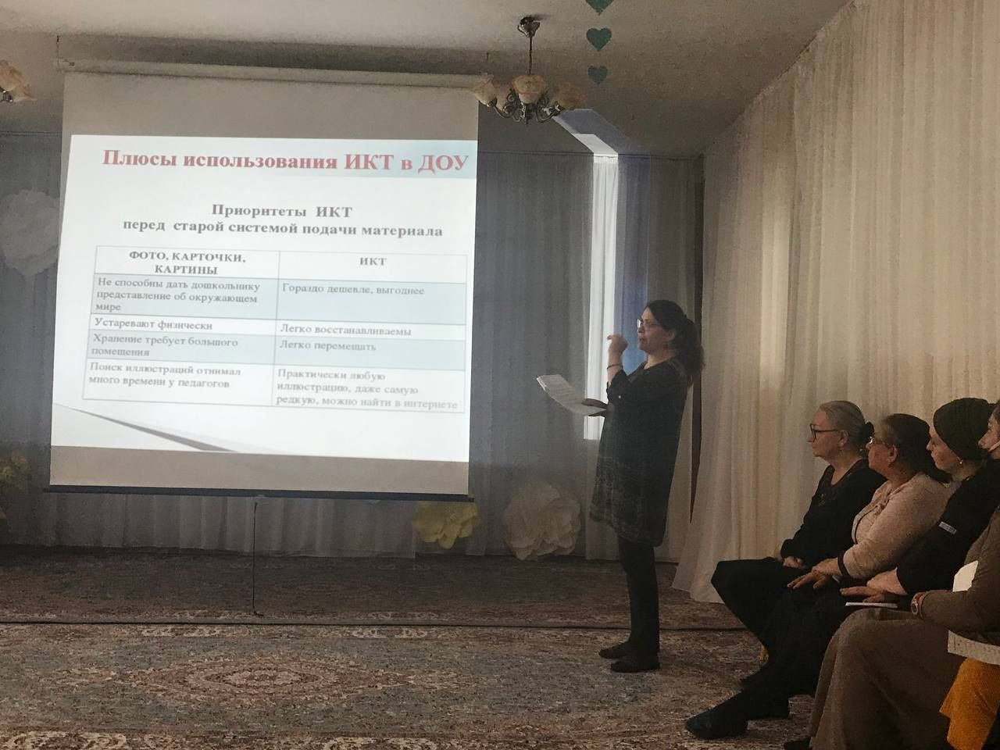 Плюсы использования ИКТ в ДОУ
Приоритеты ИКТ
перед старой системой подачи материала
ФОТО, КАРТОЧКИ,
КАРТИНЫ
ИКТ
Не способны дать дошкольнику
представление об окружающем
мире
Гораздо дешевле, выгоднее
Устаревают физически
Легко восстанавливаемы
Хранение требует большого
помещения
Легко перемещать
Поиск иллюстраций отнимал
много времени у педагогов
Практически любую
иллюстрацию, даже самую
редкую, можно найти в интернете